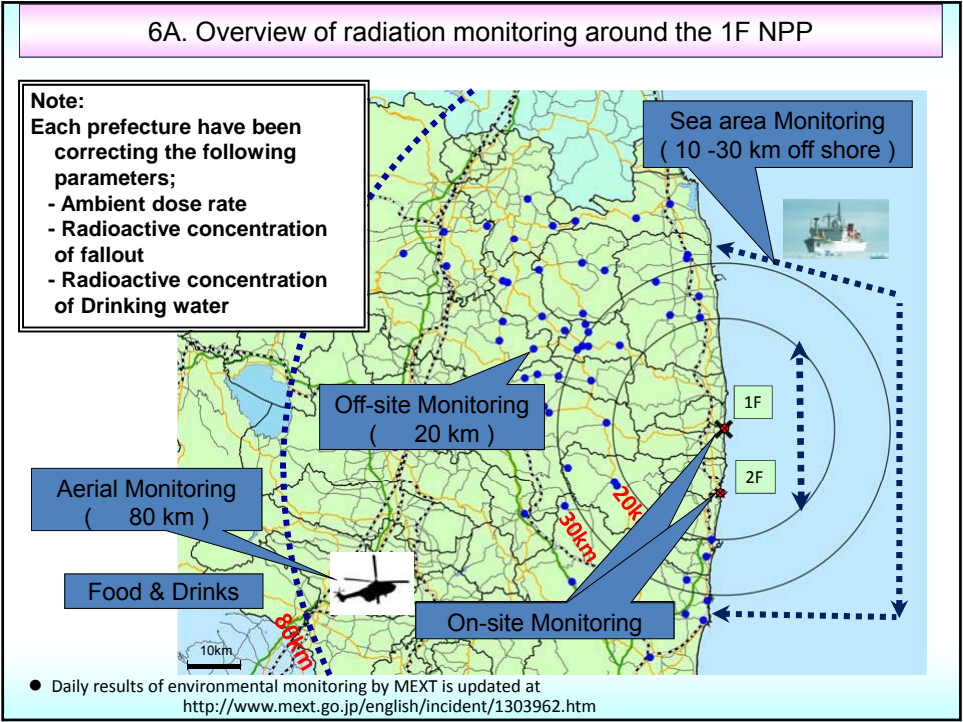 6A. Overview of radiation monitoring around the 1F NPP
Note:
Each prefecture have been
correcting the following
parameters;
- Ambient dose rate
- Radioactive concentration
of fallout
- Radioactive concentration
of Drinking water
Sea area Monitoring
( 10 -30 km off shore )
Off-site Monitoring
( 20 km )
1F
2F
20k
30km
Aerial Monitoring
( 80 km )
Food & Drinks
On-site Monitoring
80km
10km
● Daily results of environmental monitoring by MEXT is updated at
http://www.mext.go.jp/english/incident/1303962.htm